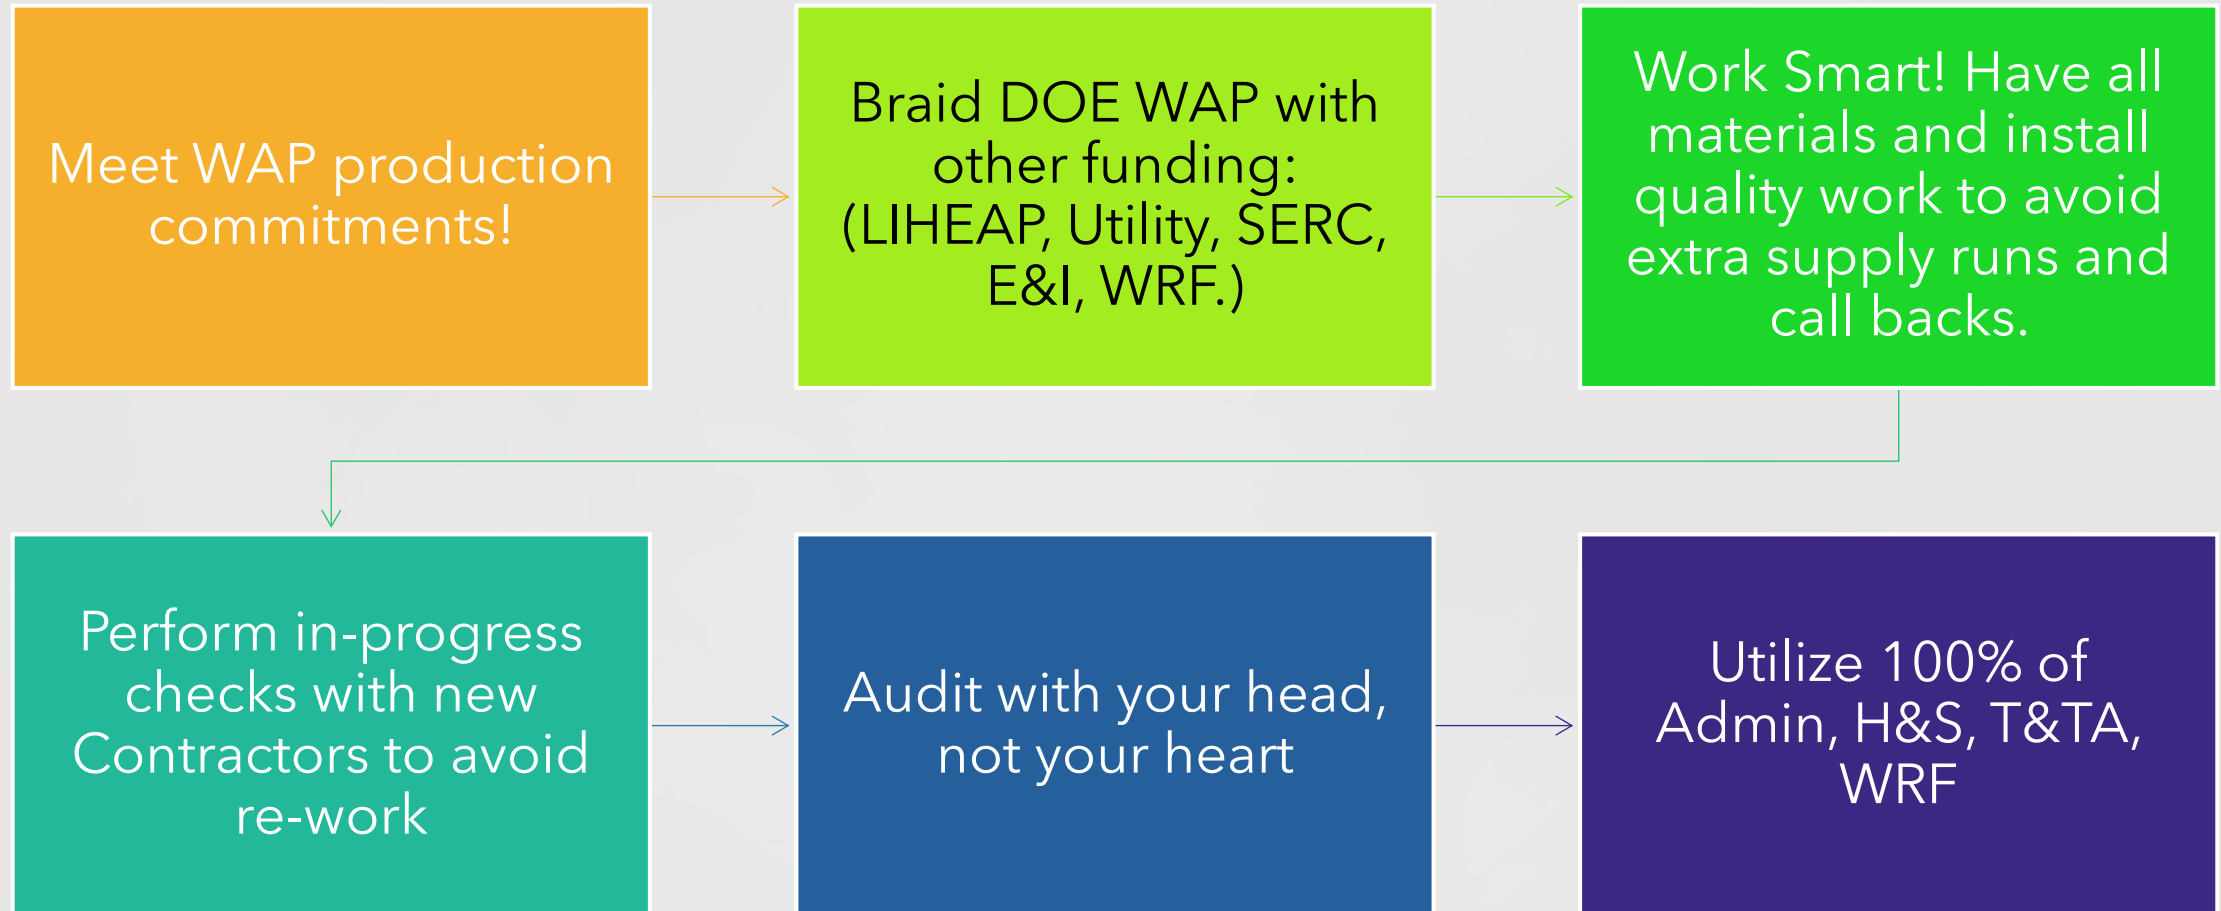 Meet WAP production
commitments!
Braid DOE WAP with
other funding:
(LIHEAP, Utility, SERC,
E&I, WRF.)
Work Smart! Have all
materials and install
quality work to avoid
extra supply runs and
call backs.
Perform in-progress
checks with new
Contractors to avoid
re-work
Audit with your head,
not your heart
Utilize 100% of
Admin, H&S, T&TA,
WRF